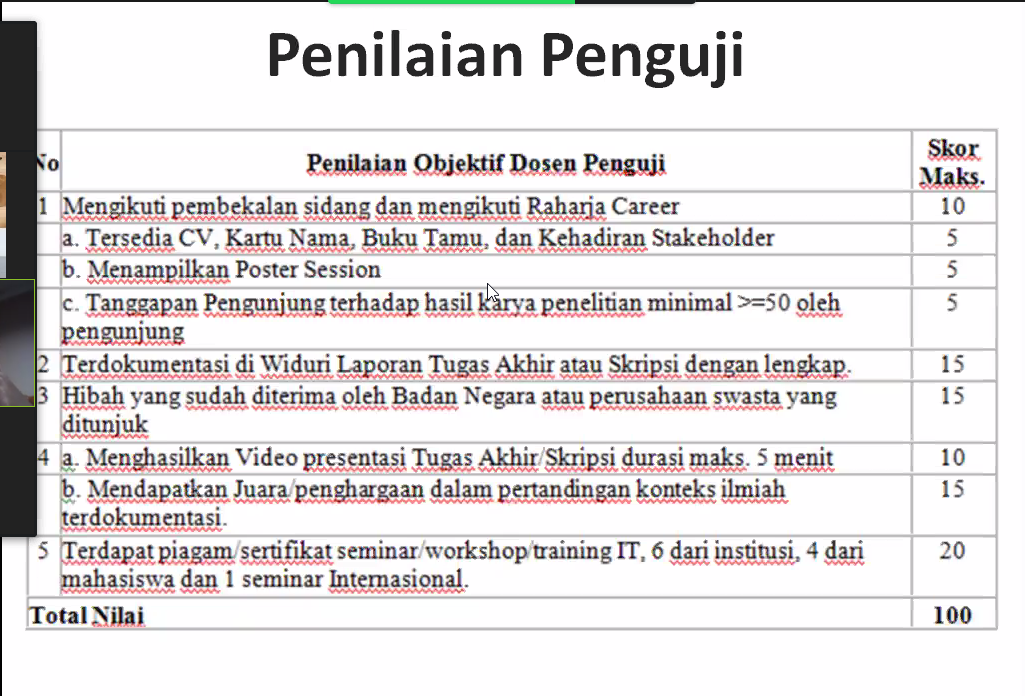 Penilaian Penguji
No Penilaian Objektif Dosen Penguji Skor Maks.
1 Mengikuti pembekalan sidang dan mengikuti Raharja Career 10
a. Tersedia CV, Kartu Nama, Buku Tamu, dan Kehadiran Stakeholder 5
b. Menampilkan Poster Session 5
c. Tanggapan Pengunjung terhadap hasil karya penelitian minimal >=50 oleh 5
pengunjung
2 Terdokumentasi di Widuri Laporan Tugas Akhir atau Skripsi dengan lengkap. 15
3 Hibah yang sudah diterima oleh Badan Negara atau perusahaan swasta yang 15
ditunjuk
4 a. Menghasilkan Video presentasi Tugas Akhir/Skripsi durasi maks. 5 menit 10
b. Mendapatkan Juara/penghargaan dalam pertandingan konteks ilmiah 15
terdokumentasi.
5 Terdapat piagam/sertifikat seminar/workshop/training IT, 6 dari institusi, 4 dari 20
mahasiswa dan 1 seminar Internasional.
Total Nilai 100